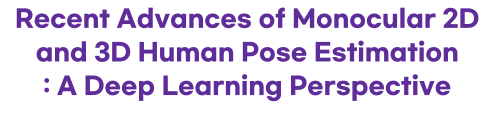 Recent Advances of Monocular 2D
and 3D Human Pose Estimation
: A Deep Learning Perspective